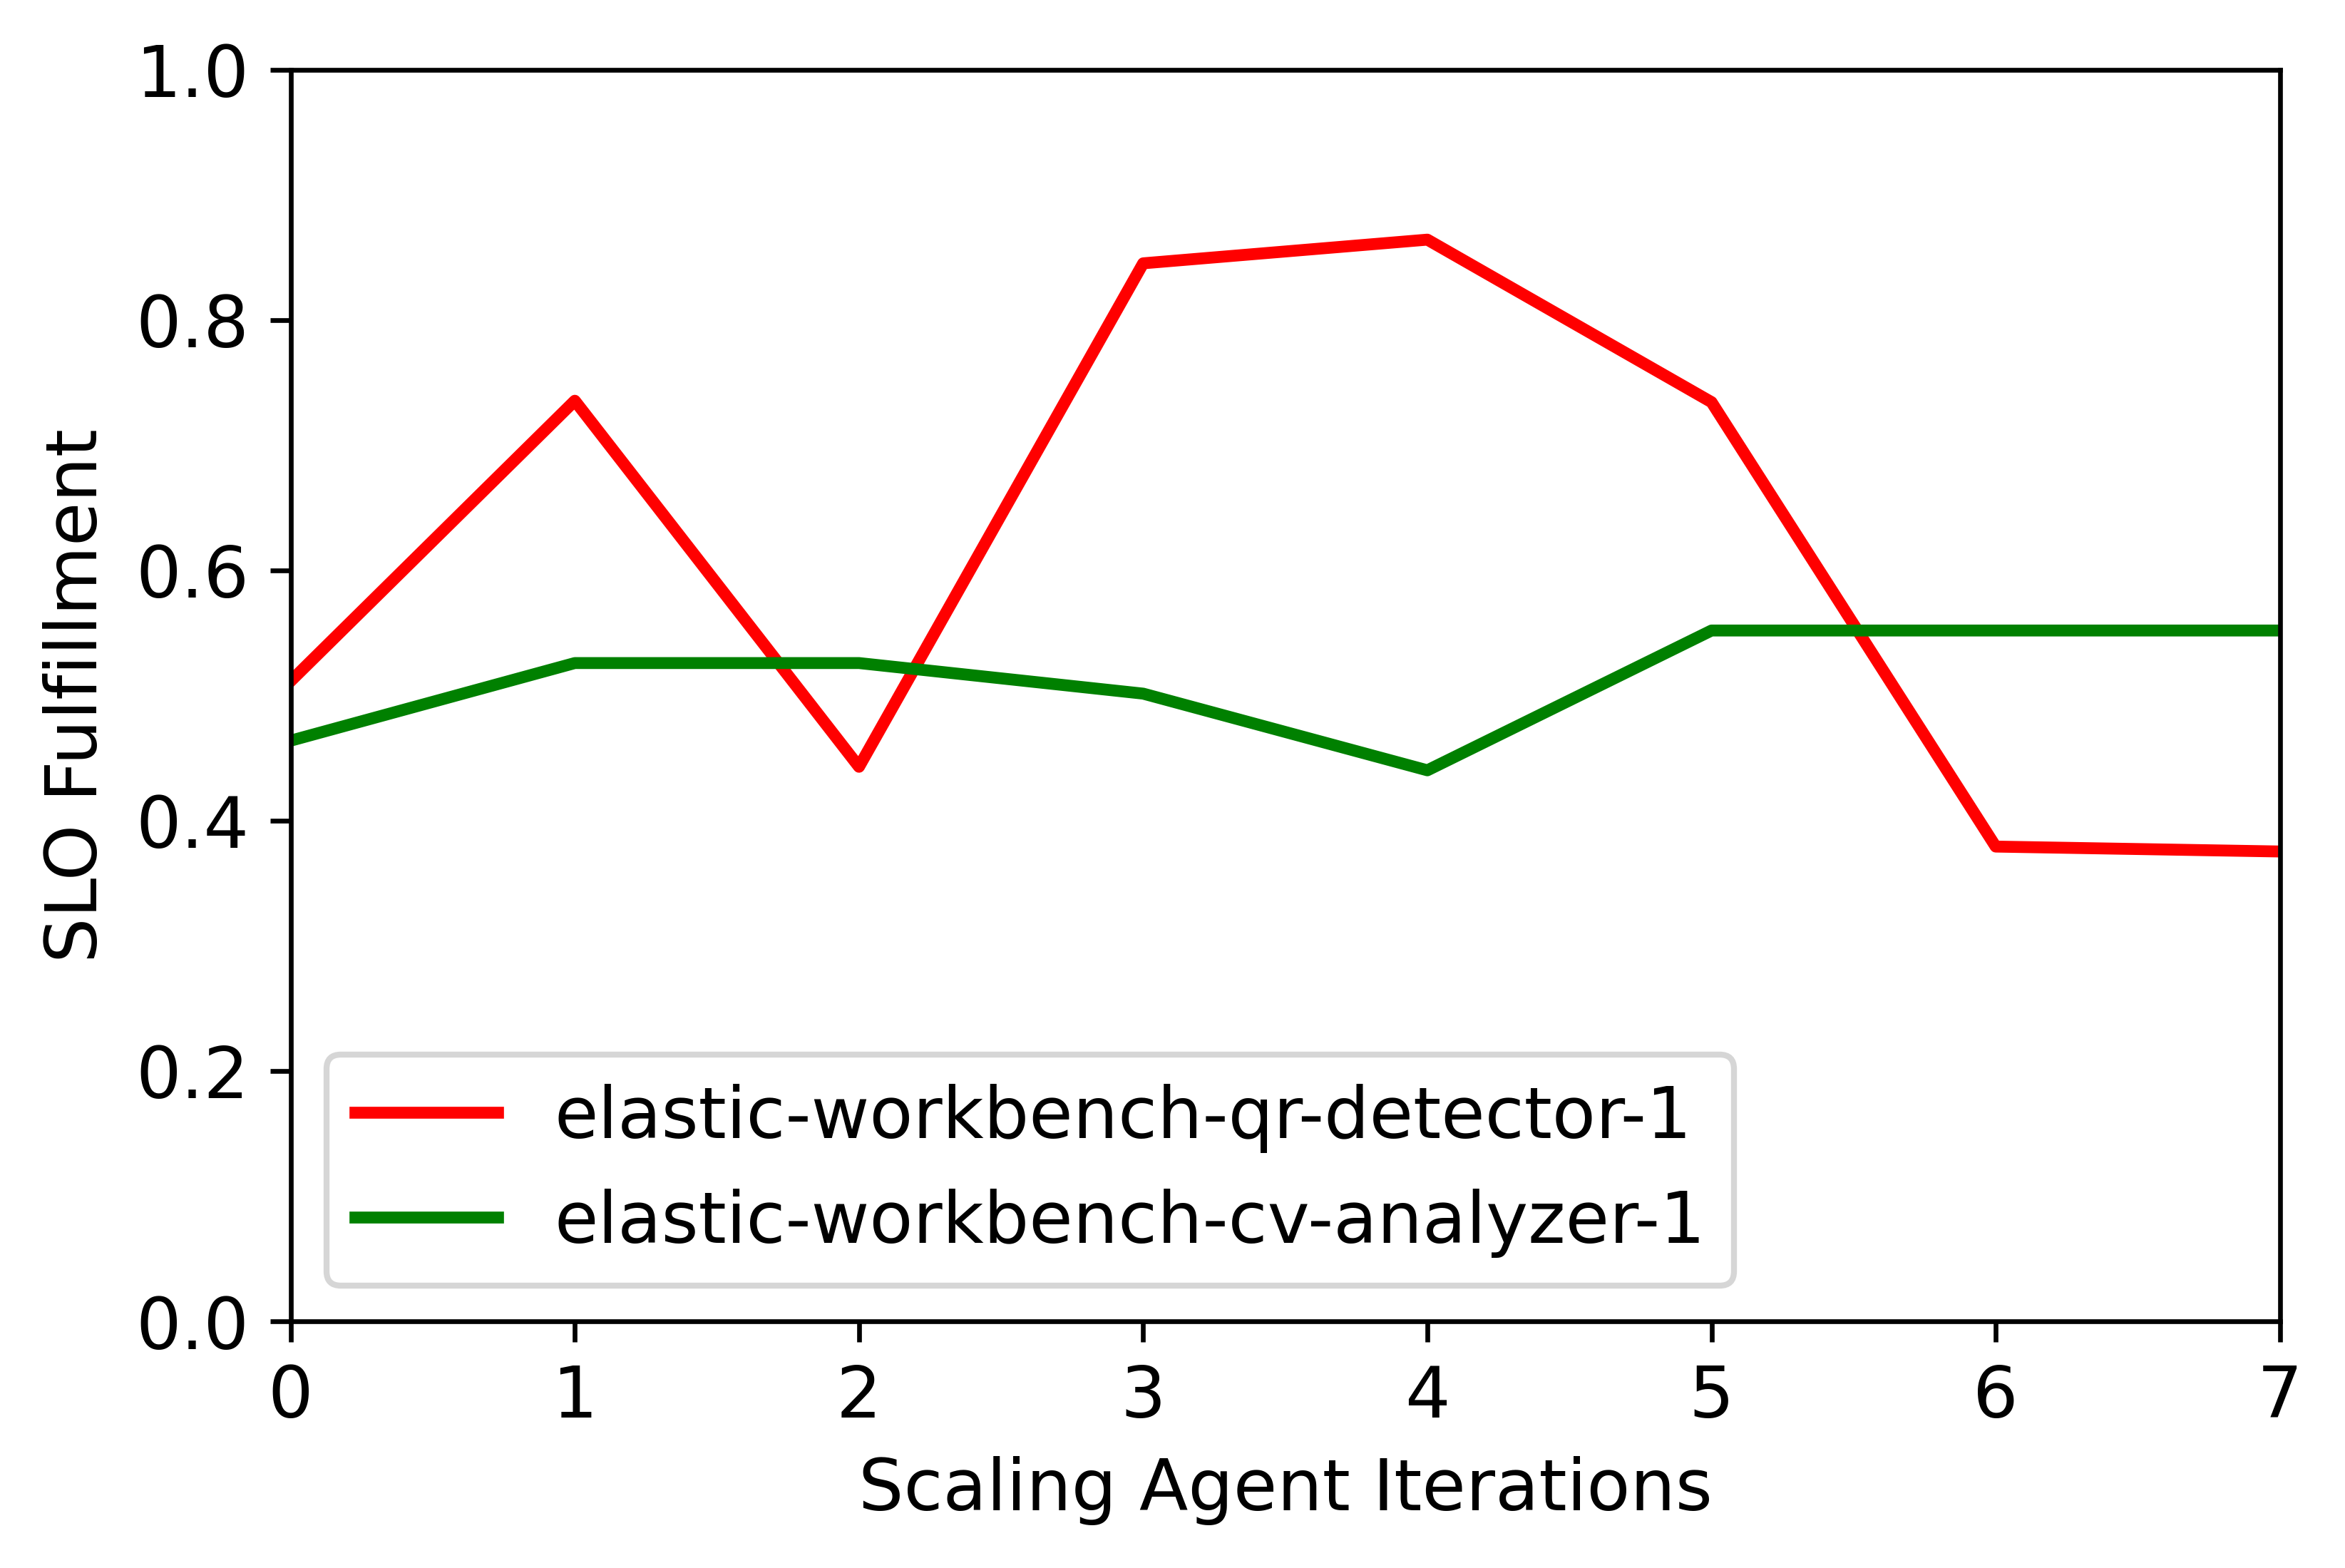 1.0
0.8
0.6
0.4
0.2
0.0
SLO Fulfillment
elastic-workbench-qr-detector-1
elastic-workbench-cv-analyzer-1
0 1 2 3 4 5 6 7
Scaling Agent Iterations